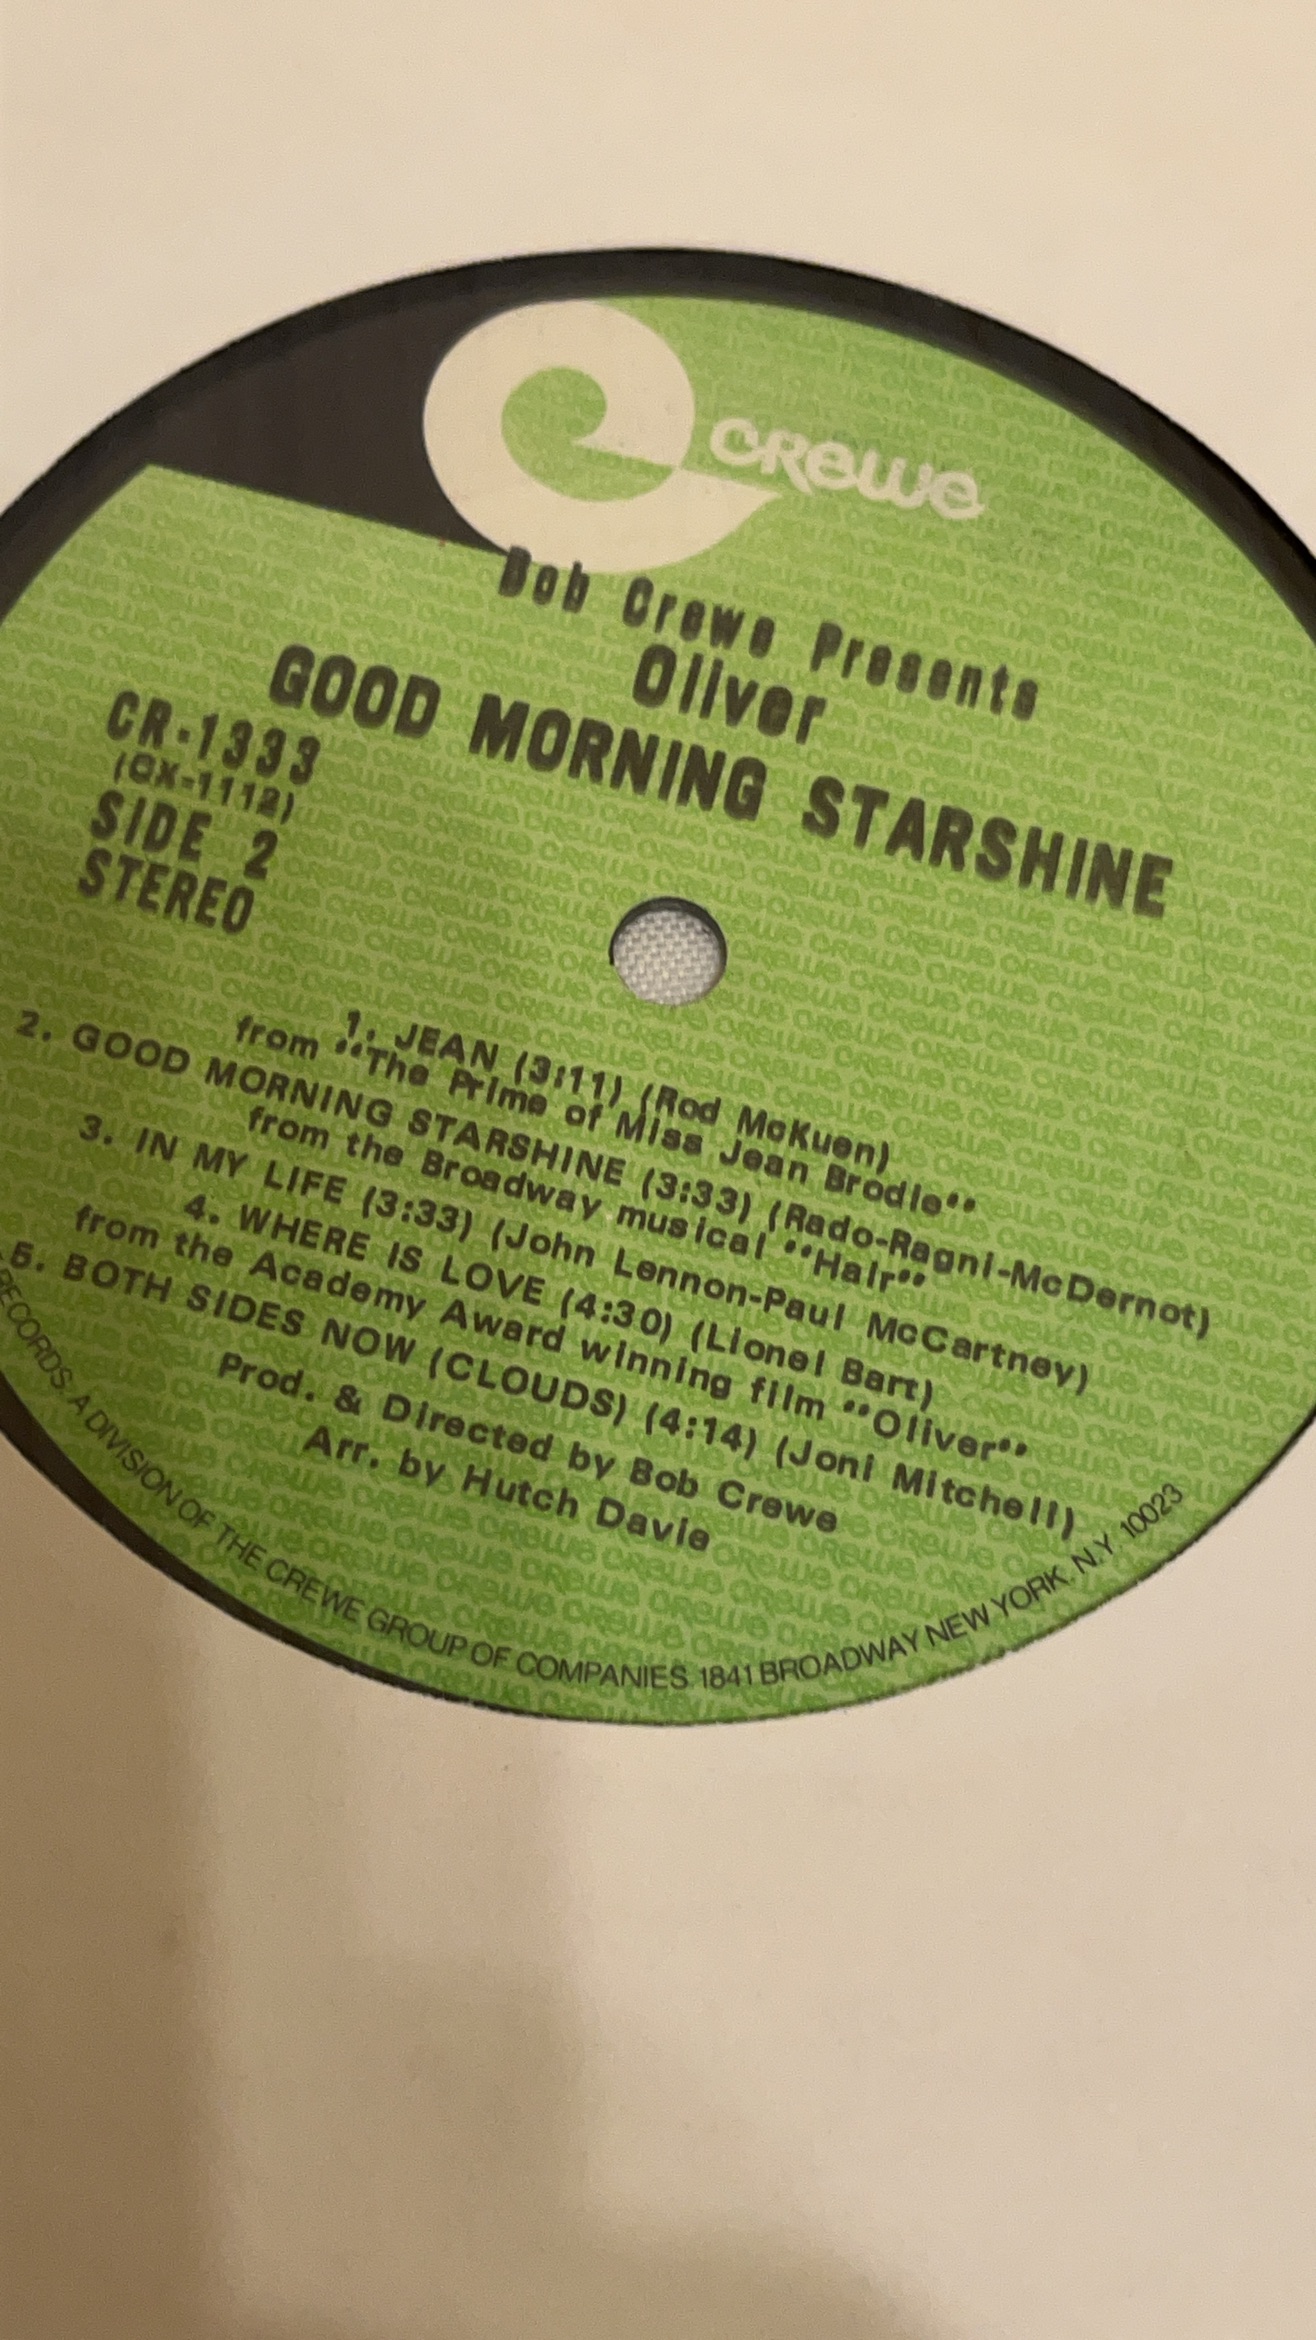 crewe
Bob Crewe Presents
Oliver
GOOD MORNING STARSHINE
CR-1333
(CX-1112)
SIDE 2
STEREO
1. JEAN (3:11) (Rod McKuen)
from "The Prime of Miss Jean Brodie"
2. GOOD MORNING STARSHINE (3:33) (Rado-Ragni-McDernot)
from the Broadway musical "Hair"
3. IN MY LIFE (3:33) (John Lennon-Paul McCartney)
4. WHERE IS LOVE (4:30) (Lionel Bart)
from the Academy Award winning film "Oliver"
5. BOTH SIDES NOW (CLOUDS) (4:14) (Joni Mitchell)
Prod. & Directed by Bob Crewe
Arr. by Hutch Davie
RECORDS. A DIVISION OF THE CREWE GROUP OF COMPANIES. 1841 BROADWAY NEW YORK. N.Y. 10023